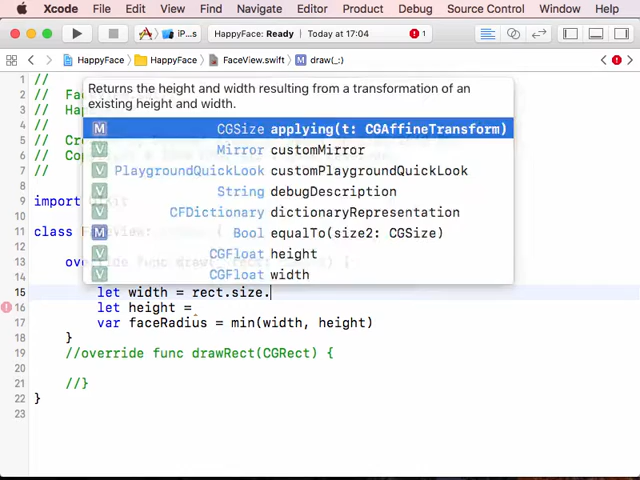 Xcode File Edit View Find Navigate Editor Product Debug Source Control Window Help
iP... HappyFace: Ready Today at 17:04 1
HappyFace HappyFace FaceView.swift M draw(_:)
Returns the height and width resulting from a transformation of an
existing height and width.
1 //
2 //
3 //
4 //
5 //
6 //
7 //
8
9 import
10
11 class
12
13 override func draw
14
M CGSize applying(t: CGAffineTransform)
V Mirror customMirror
V PlaygroundQuickLook customPlaygroundQuickLook
V String debugDescription
V CFDictionary dictionaryRepresentation
M Bool equalTo(size2: CGSize)
V CGFloat height
V CGFloat width
15 let width = rect.size.
16 let height =
17 var faceRadius = min(width, height)
18 }
19 //override func drawRect(CGRect) {
20
21 //}
22 }
23